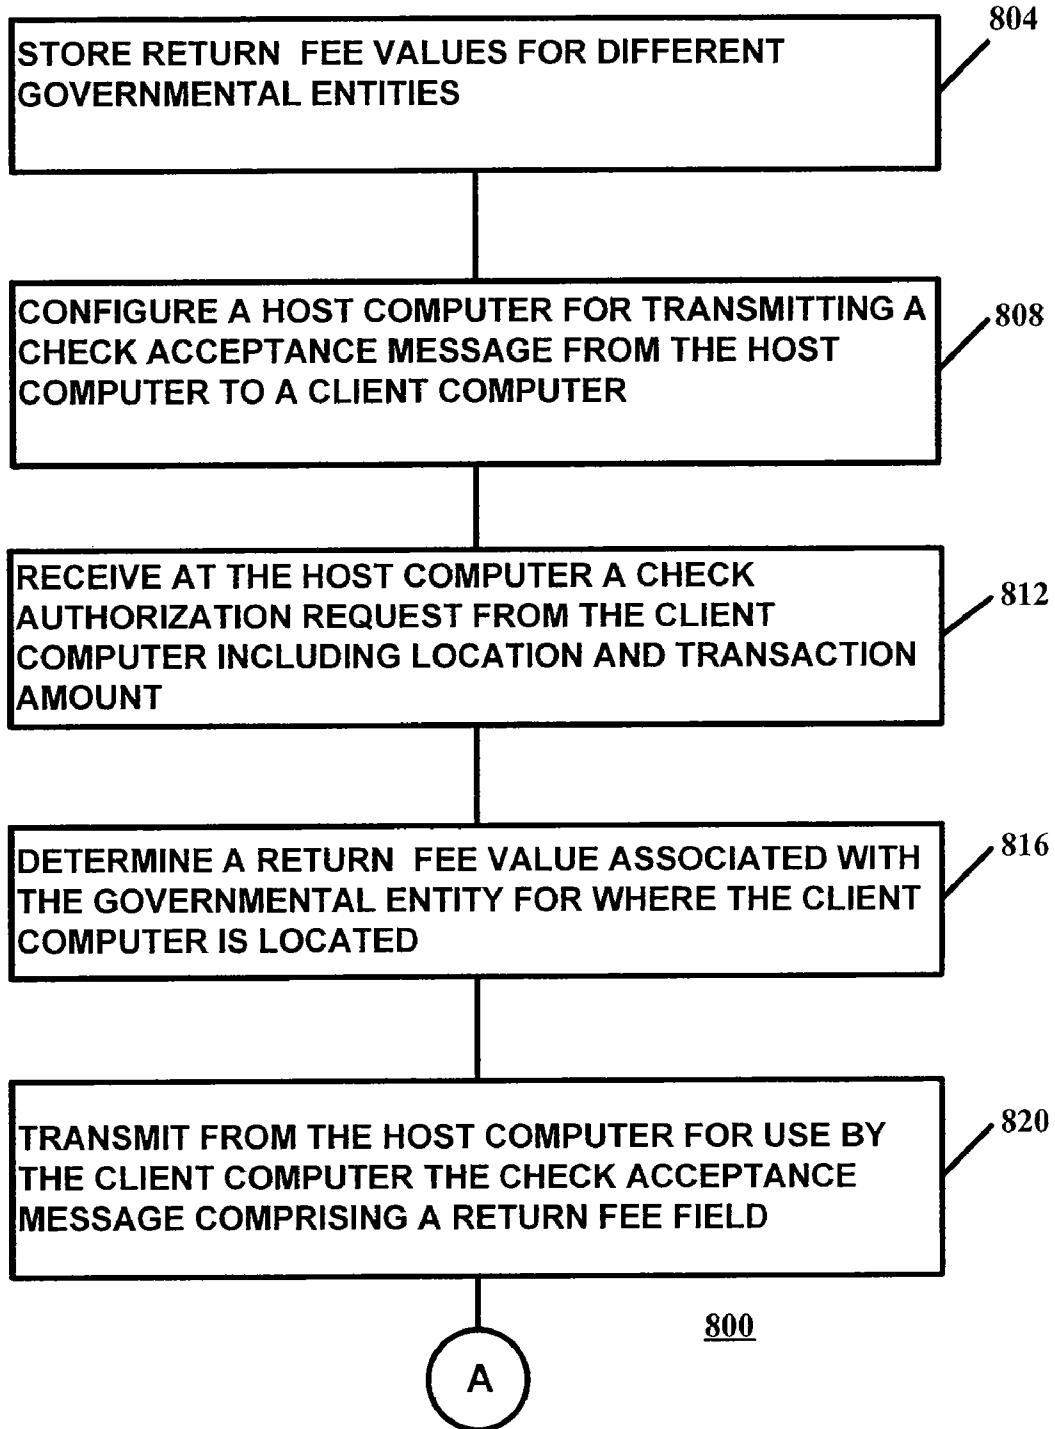 804
STORE RETURN FEE VALUES FOR DIFFERENT
GOVERNMENTAL ENTITIES
808
CONFIGURE A HOST COMPUTER FOR TRANSMITTING A
CHECK ACCEPTANCE MESSAGE FROM THE HOST
COMPUTER TO A CLIENT COMPUTER
812
RECEIVE AT THE HOST COMPUTER A CHECK
AUTHORIZATION REQUEST FROM THE CLIENT
COMPUTER INCLUDING LOCATION AND TRANSACTION
AMOUNT
816
DETERMINE A RETURN FEE VALUE ASSOCIATED WITH
THE GOVERNMENTAL ENTITY FOR WHERE THE CLIENT
COMPUTER IS LOCATED
820
TRANSMIT FROM THE HOST COMPUTER FOR USE BY
THE CLIENT COMPUTER THE CHECK ACCEPTANCE
MESSAGE COMPRISING A RETURN FEE FIELD
800
A